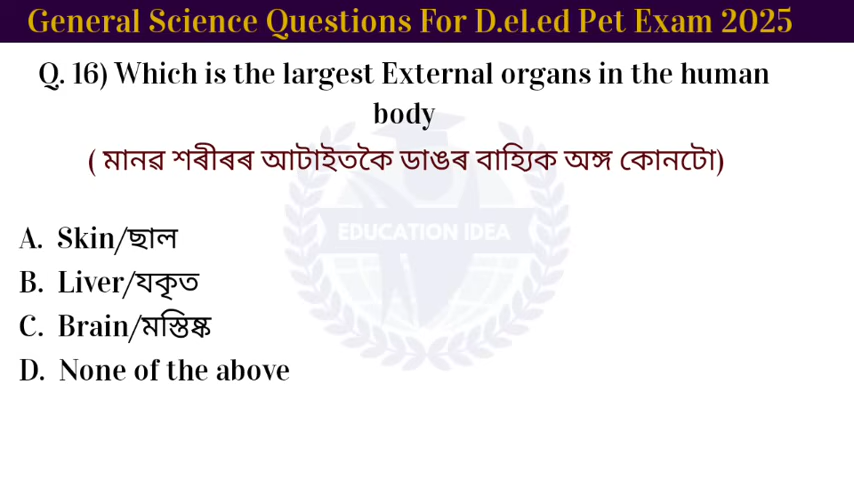 General Science Questions For D.el.ed Pet Exam 2025
Q. 16) Which is the largest External organs in the human
body
( মানৱ শৰীৰৰ আটাইতকৈ ডাঙৰ বাহ্যিক অঙ্গ কোনটো)
EDUCATION IDEA
A. Skin/ছাল
B. Liver/যকৃত
C. Brain/মস্তিষ্ক
D. None of the above